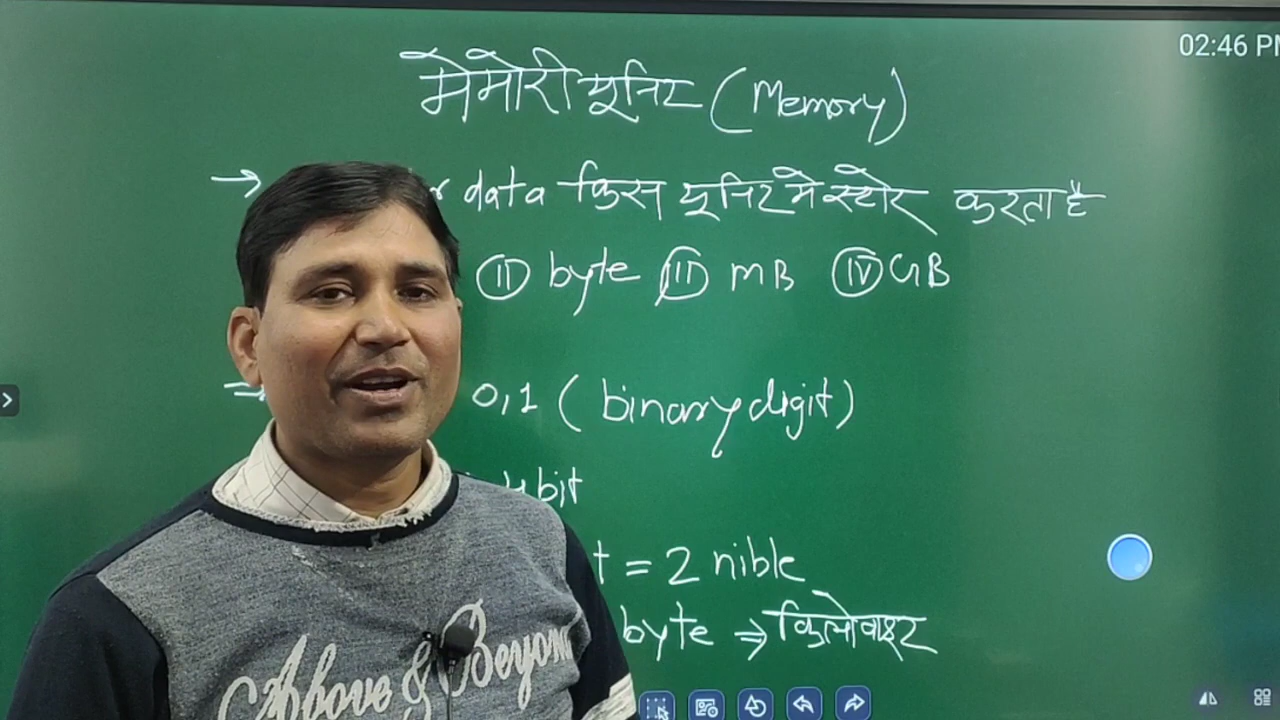 02:46 PM
मेमोरी यूनिट (Memory)
→ data किस यूनिट मे स्टोर करता है
II byte III MB IV GB
0,1 (binary digit)
4 bit
t = 2 nible
byte ⇒ किलोबाइट
Above & Beyond